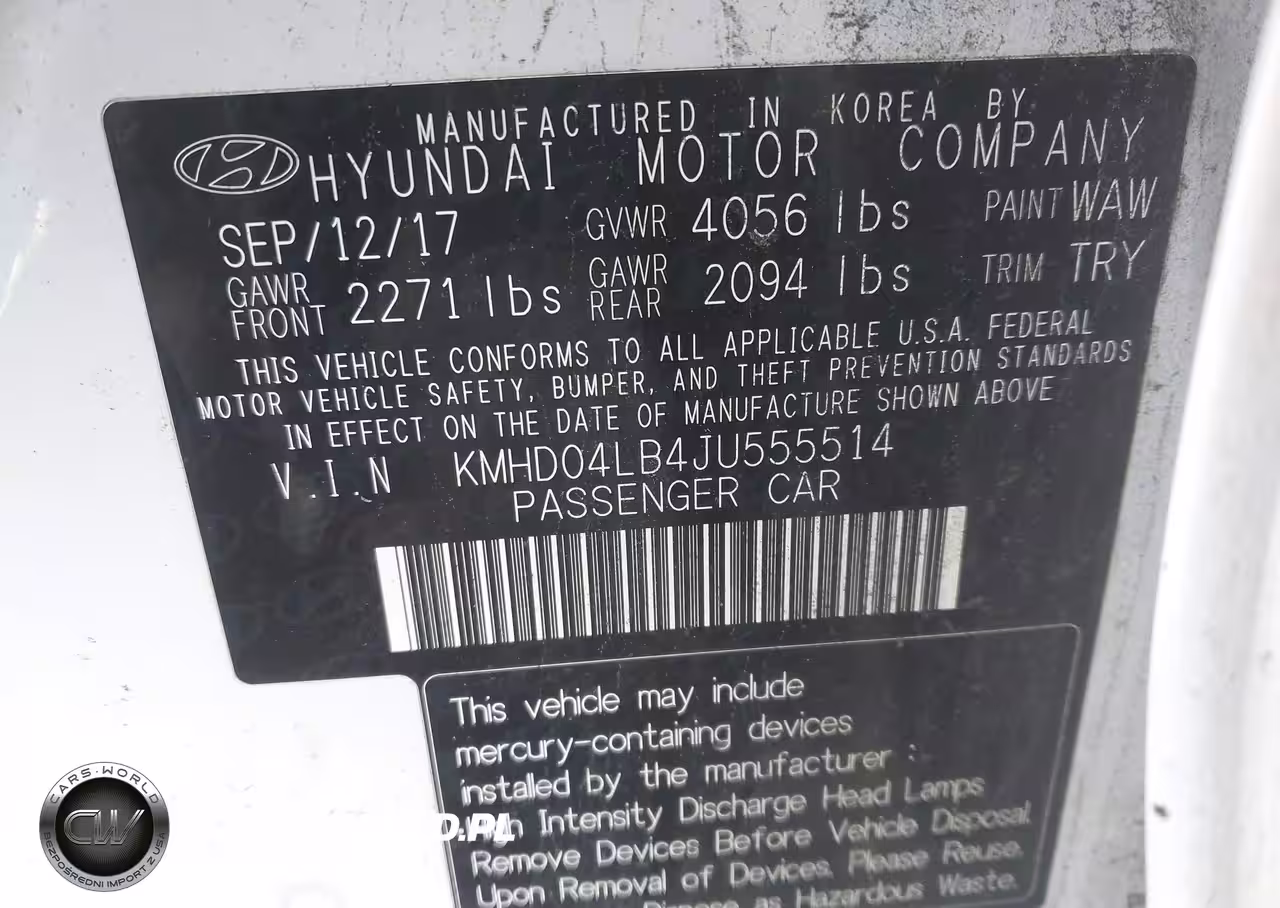 MANUFACTURED IN KOREA BY
HYUNDAI MOTOR COMPANY
SEP/12/17 GVWR 4056 lbs PAINT WAW
GAWR FRONT 2271 lbs GAWR REAR 2094 lbs TRIM TRY
THIS VEHICLE CONFORMS TO ALL APPLICABLE U.S.A. FEDERAL
MOTOR VEHICLE SAFETY, BUMPER, AND THEFT PREVENTION STANDARDS
IN EFFECT ON THE DATE OF MANUFACTURE SHOWN ABOVE
V.I.N KMHD04LB4JU555514
PASSENGER CAR
This vehicle may include
mercury-containing devices
installed by the manufacturer :
Intensity Discharge Head Lamps
Remove Devices Before Vehicle Disposal.
Upon Removal of Devices, Please Reuse,
as Hazardous Waste.
CARS-WORLD
CW
BEZPOŚREDNI IMPORT Z USA
.PL